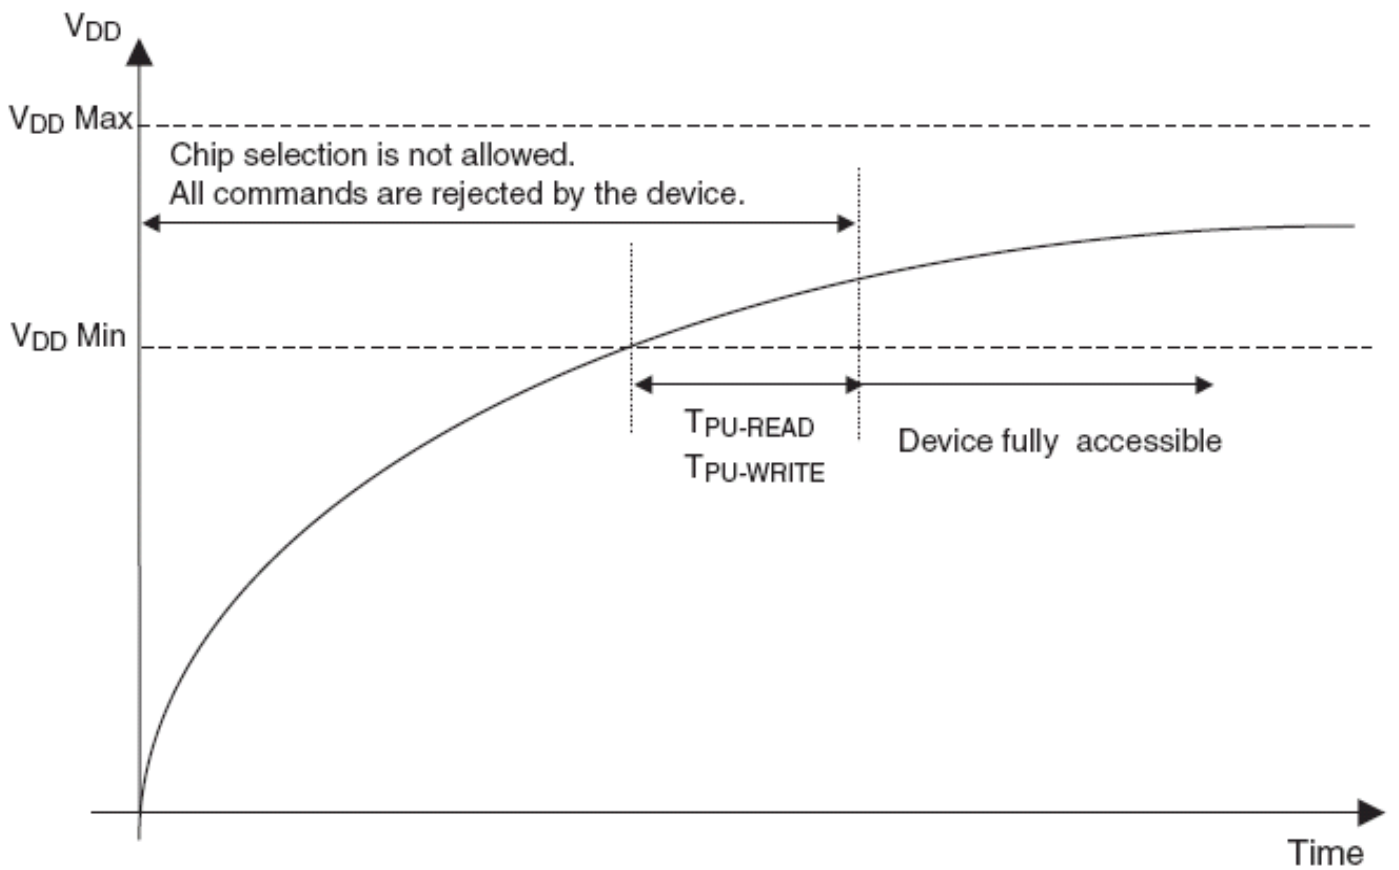 VDD
VDD Max
Chip selection is not allowed.
All commands are rejected by the device.
VDD Min
TPU-READ
TPU-WRITE
Device fully accessible
Time